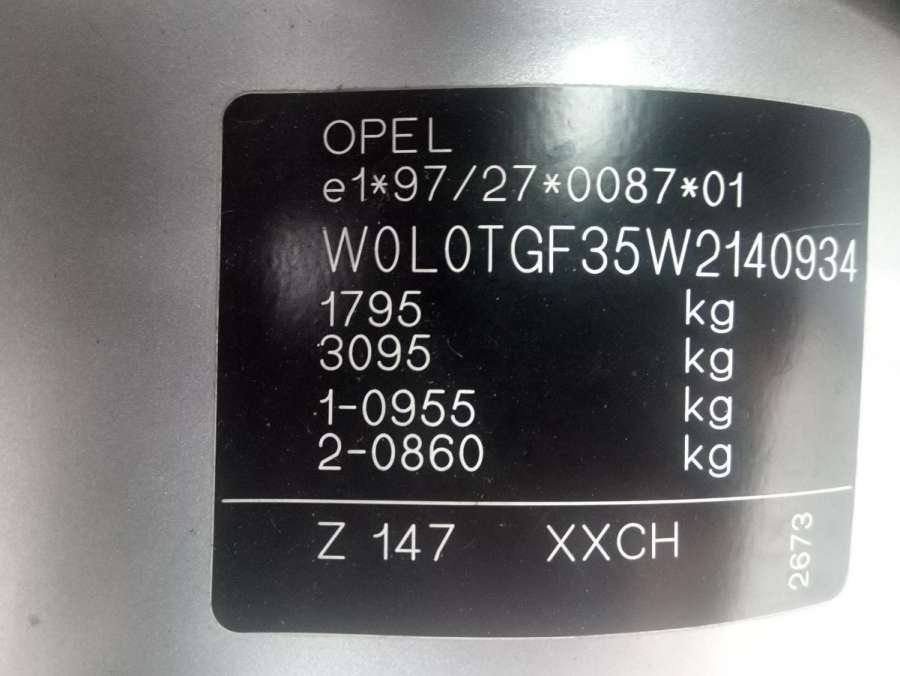 OPEL
e1*97/27*0087*01
W0L0TGF35W2140934
1795 kg
3095 kg
1-0955 kg
2-0860 kg
Z 147 XXCH
2673